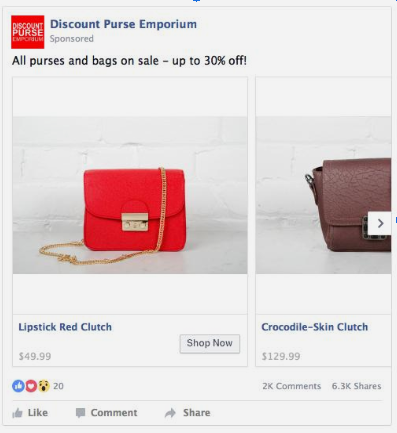 DISCOUNT
PURSE
EMPORIUM
Discount Purse Emporium
Sponsored
All purses and bags on sale – up to 30% off!
Lipstick Red Clutch
Shop Now
$49.99
Crocodile-Skin Clutch
$129.99
20
2K Comments 6.3K Shares
Like Comment Share